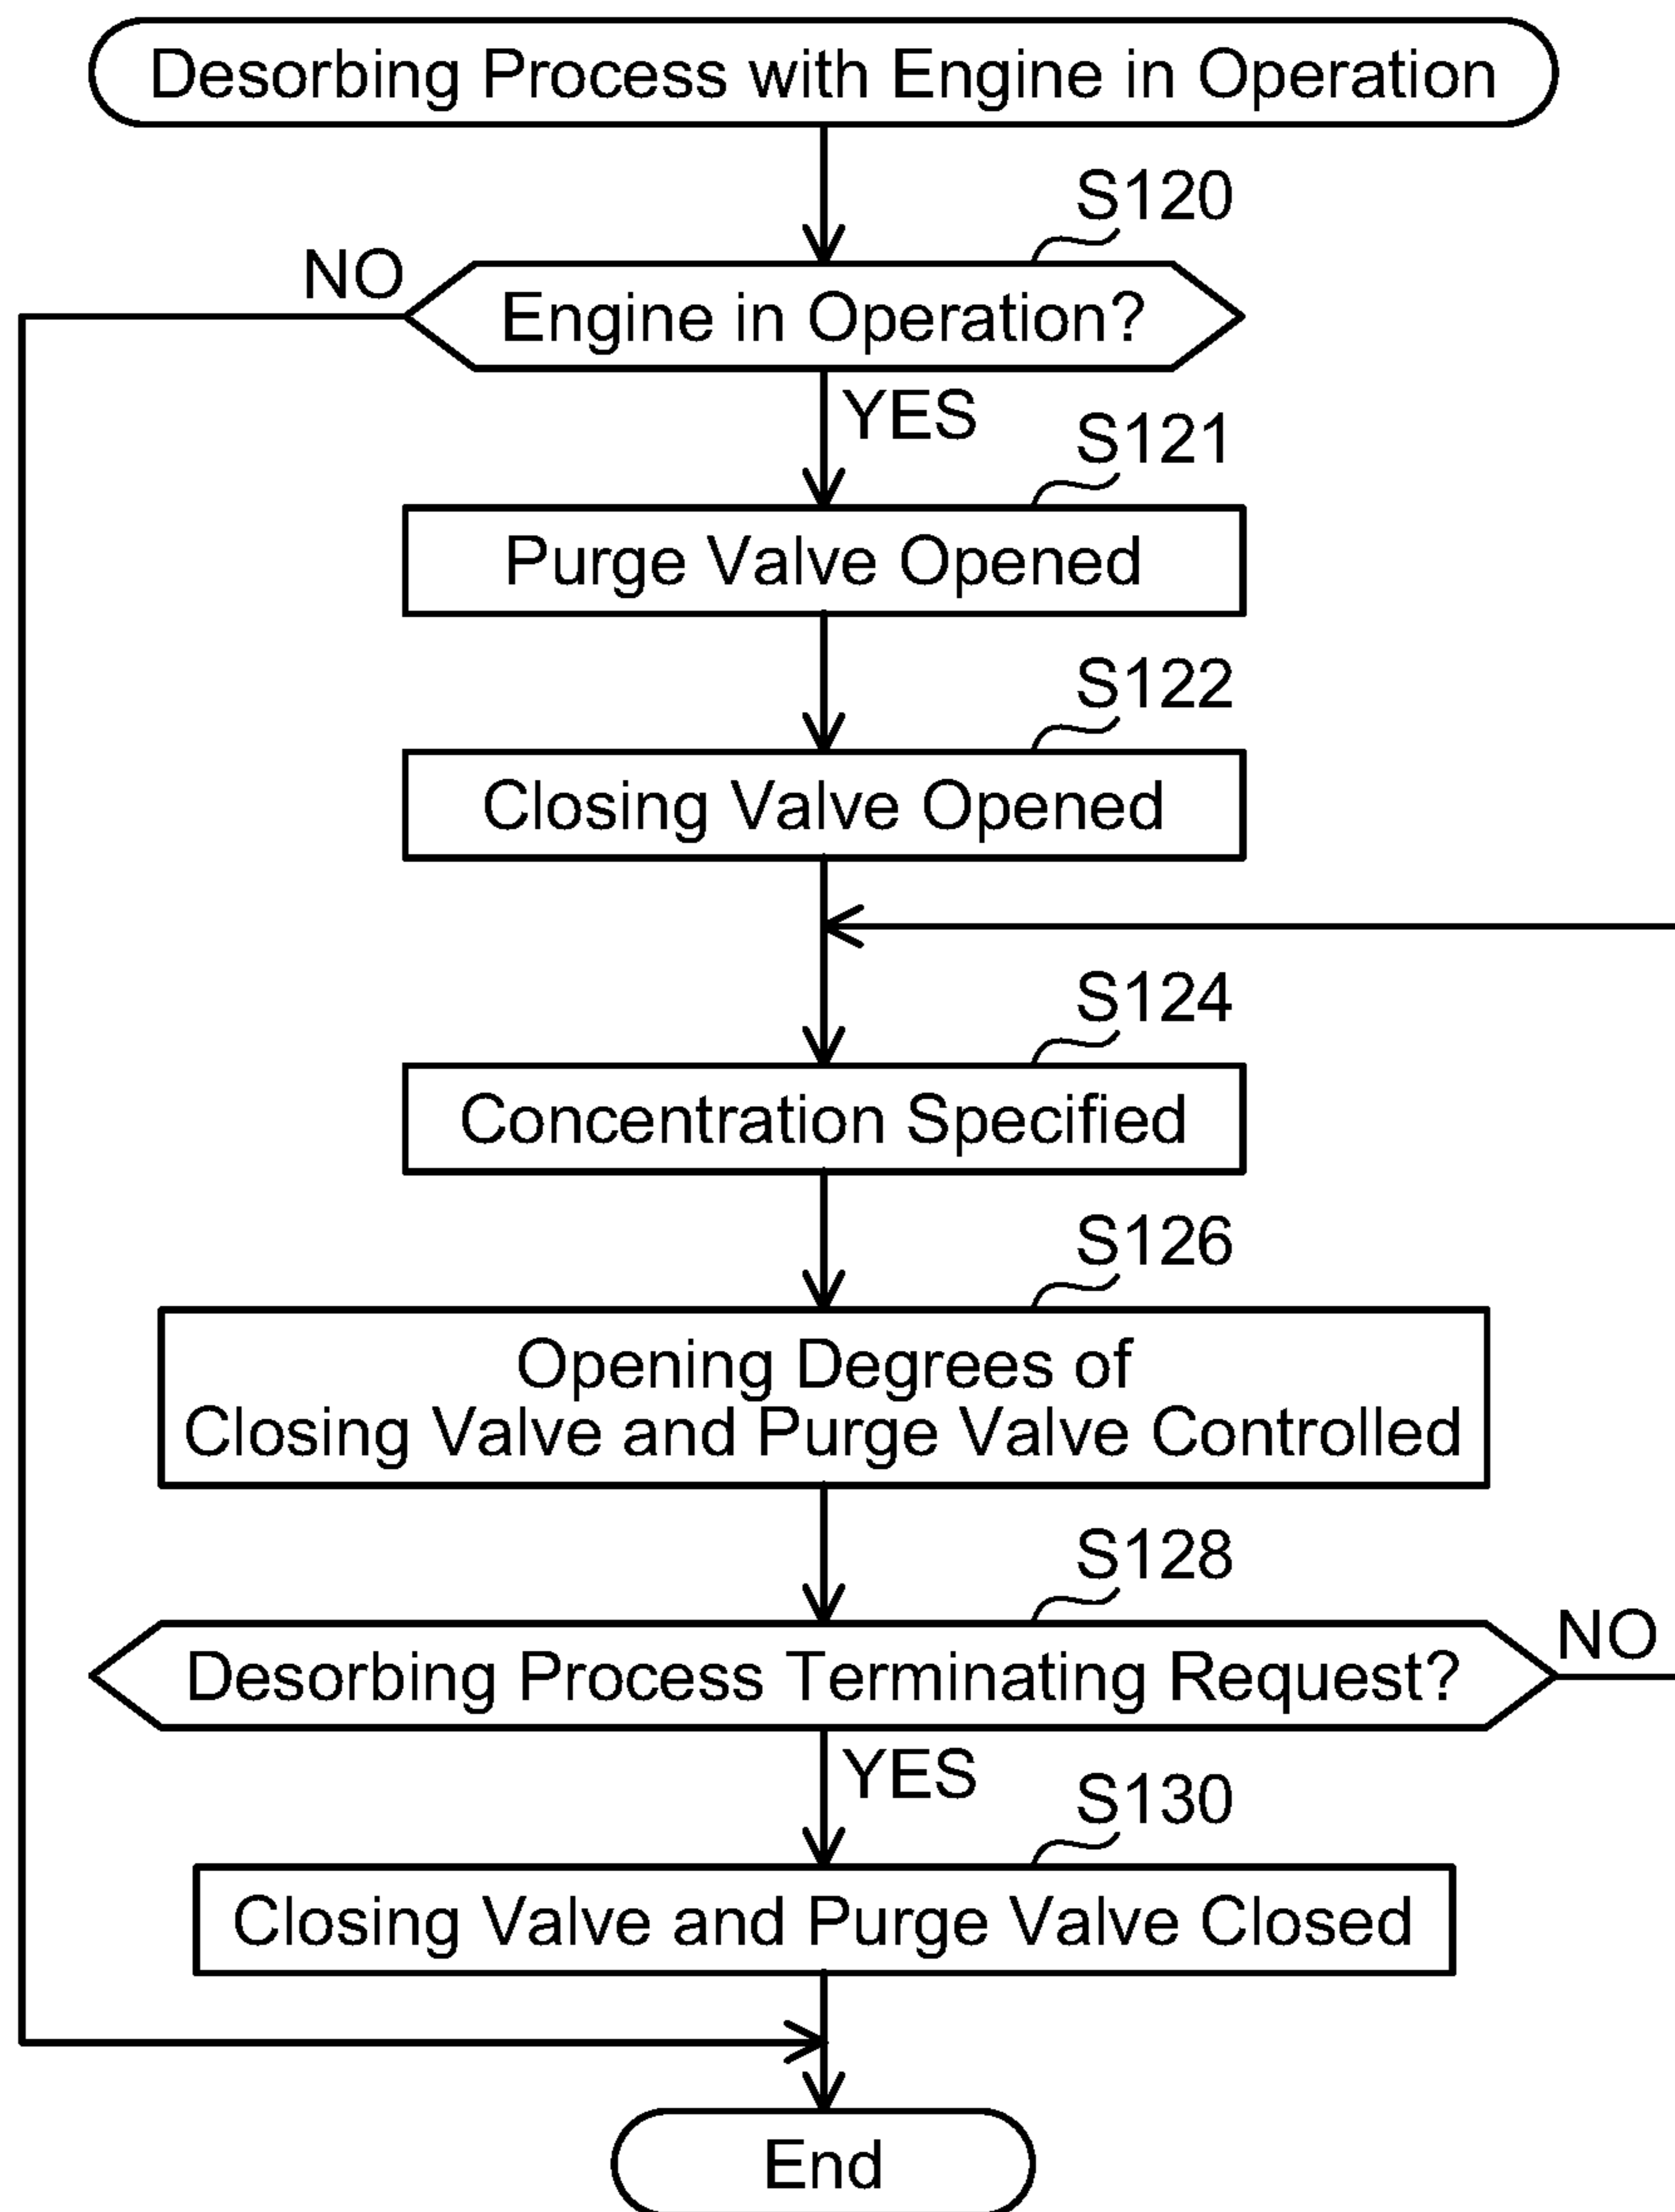 Desorbing Process with Engine in Operation
S120
NO
Engine in Operation?
YES
S121
Purge Valve Opened
S122
Closing Valve Opened
S124
Concentration Specified
S126
Opening Degrees of
Closing Valve and Purge Valve Controlled
S128
NO
Desorbing Process Terminating Request?
YES
S130
Closing Valve and Purge Valve Closed
End